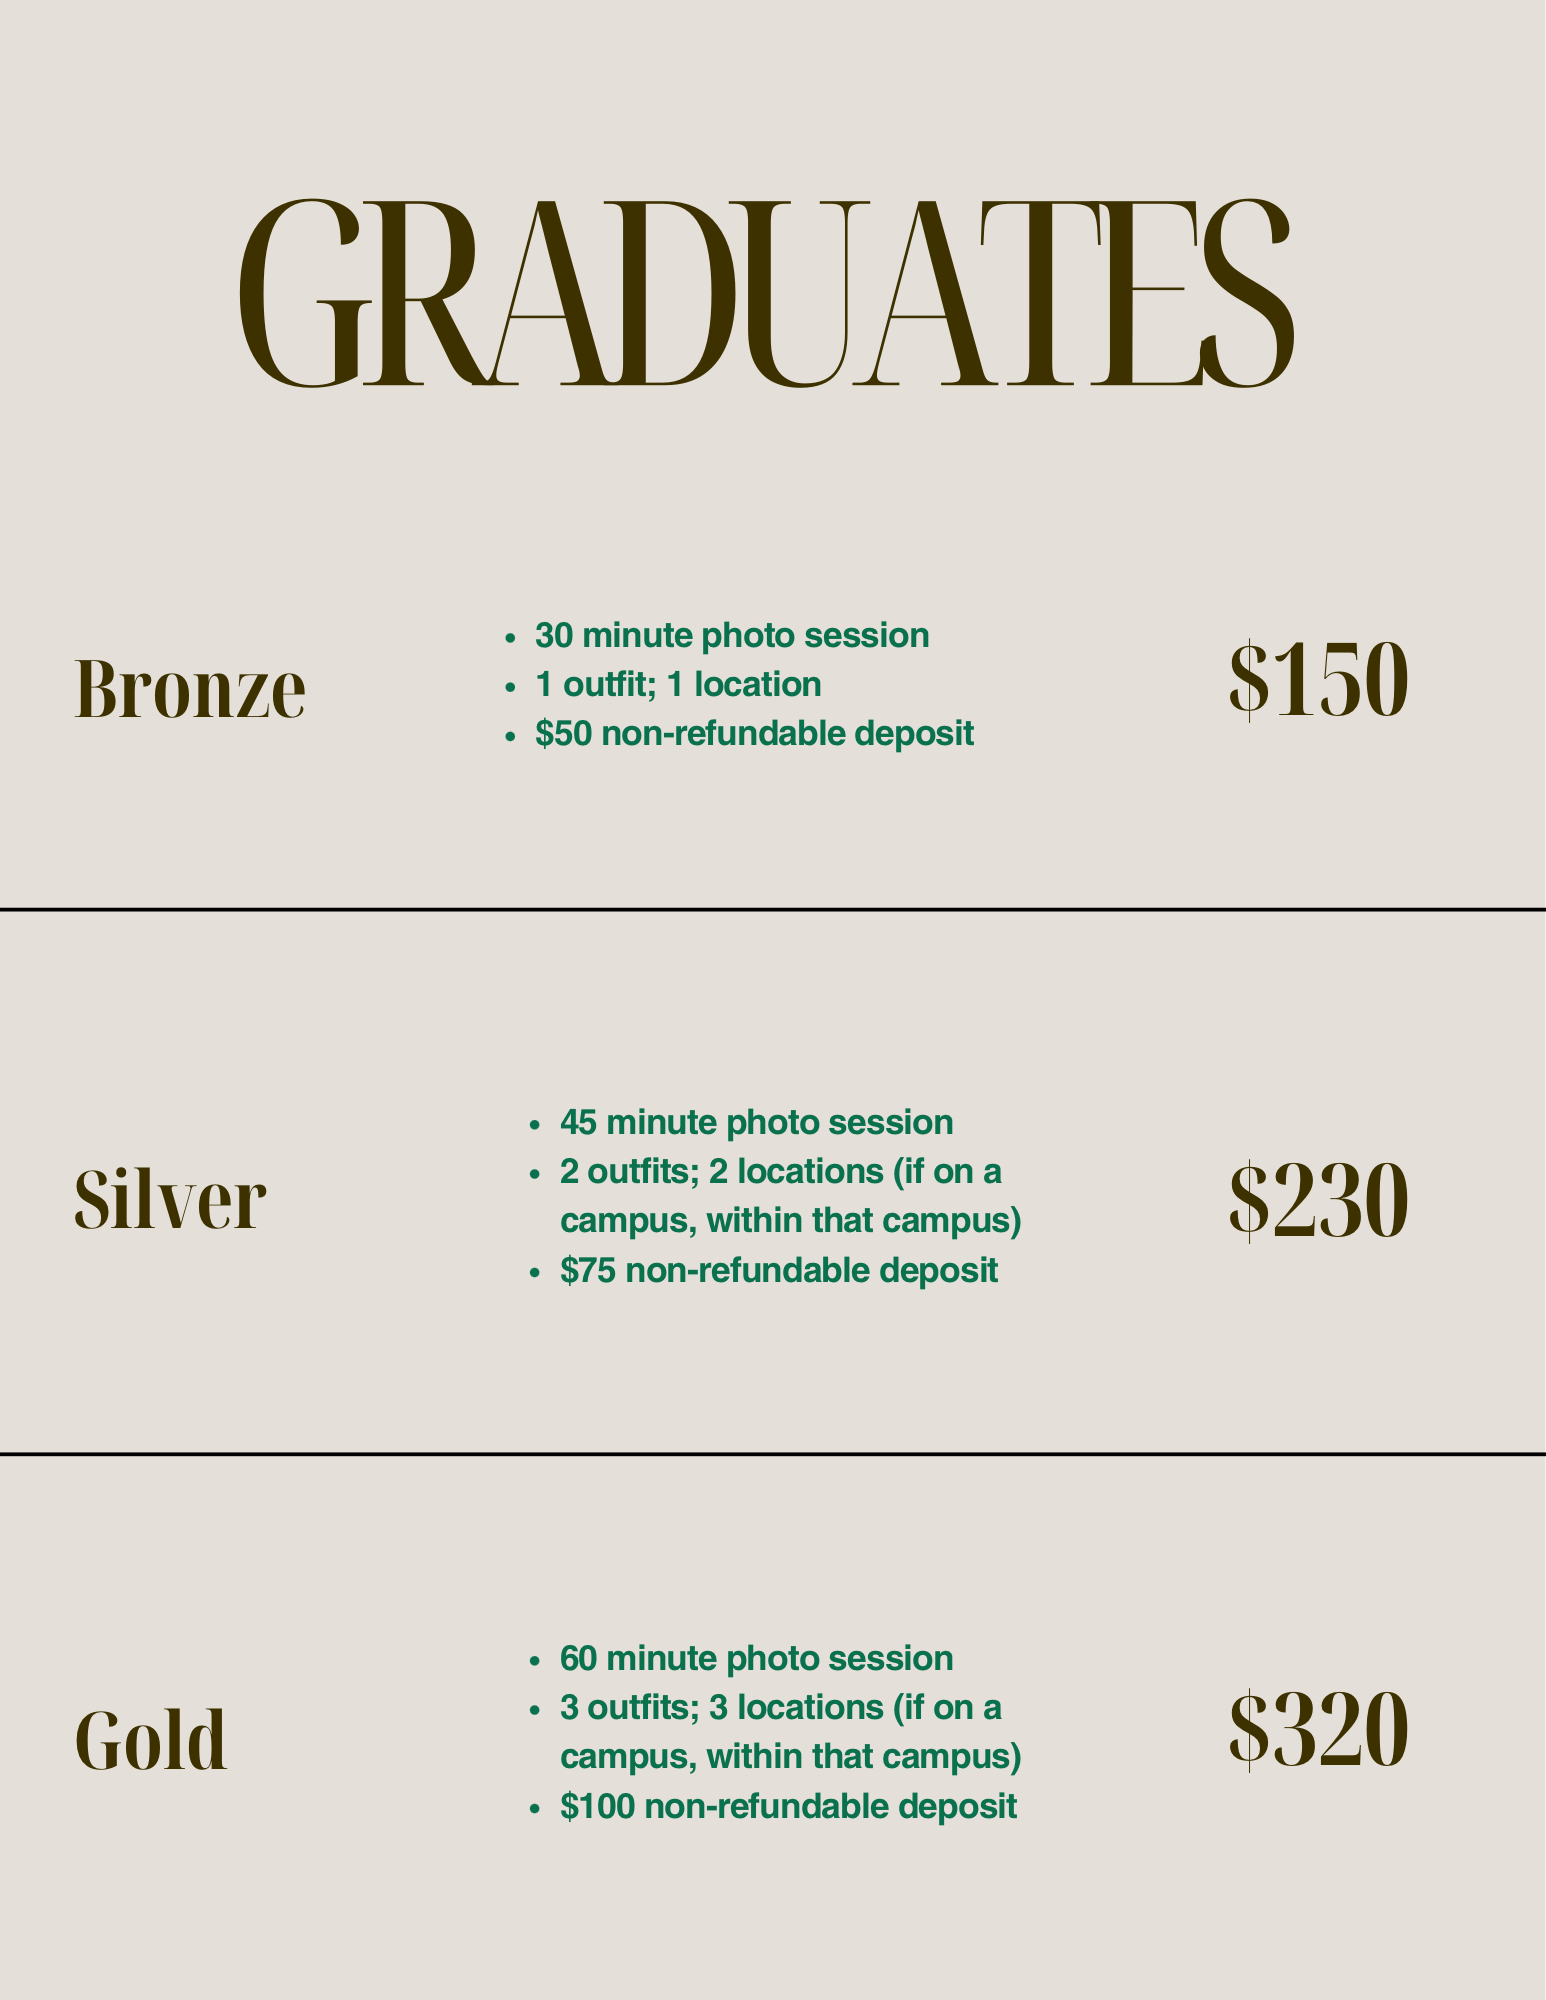 GRADUATES
Bronze
• 30 minute photo session
• 1 outfit; 1 location
• $50 non-refundable deposit
$150
Silver
• 45 minute photo session
• 2 outfits; 2 locations (if on a
campus, within that campus)
• $75 non-refundable deposit
$230
Gold
• 60 minute photo session
• 3 outfits; 3 locations (if on a
campus, within that campus)
• $100 non-refundable deposit
$320